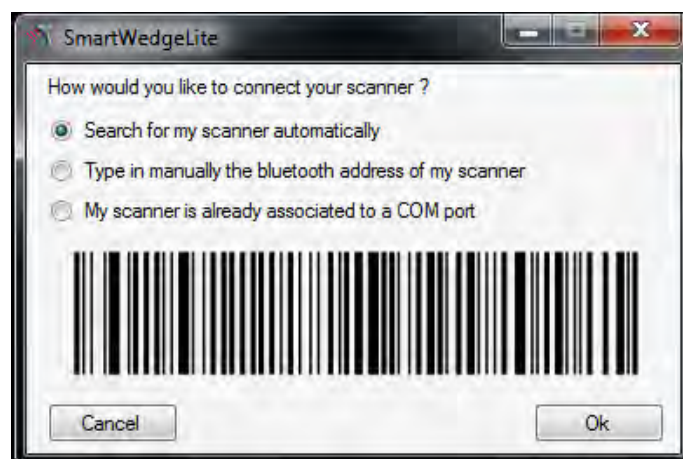 SmartWedgeLite
How would you like to connect your scanner ?
Search for my scanner automatically
Type in manually the bluetooth address of my scanner
My scanner is already associated to a COM port
Cancel
Ok